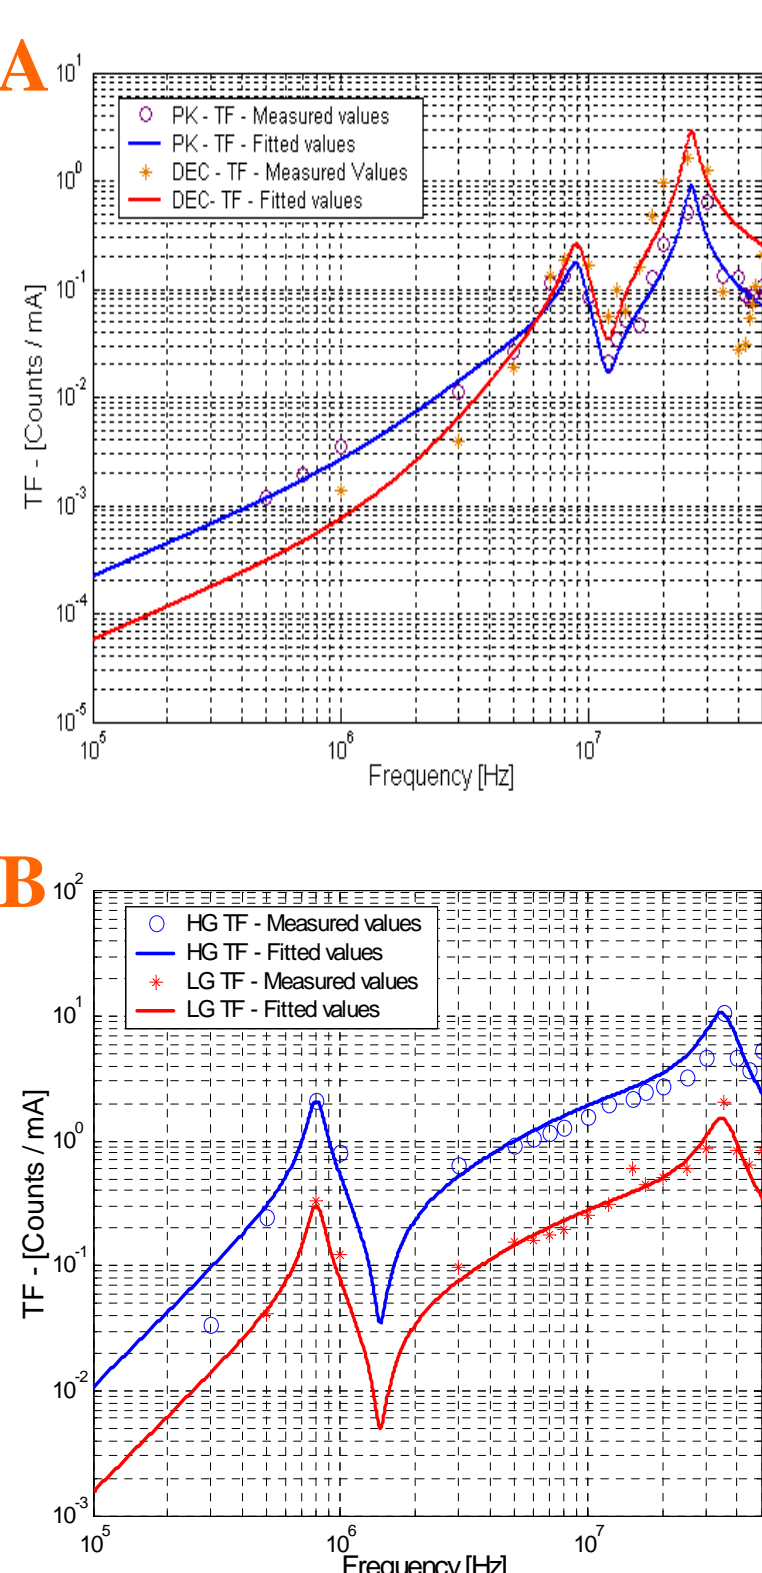 A
10^1
PK - TF - Measured values
PK - TF - Fitted values
DEC - TF - Measured Values
DEC- TF - Fitted values
10^0
10^-1
10^-2
10^-3
10^-4
10^-5
TF - [Counts / mA]
10^5 10^6 10^7
Frequency [Hz]
B
10^2
HG TF - Measured values
HG TF - Fitted values
LG TF - Measured values
LG TF - Fitted values
10^1
10^0
10^-1
10^-2
10^-3
TF - [Counts / mA]
10^5 10^6 10^7
Frequency [Hz]